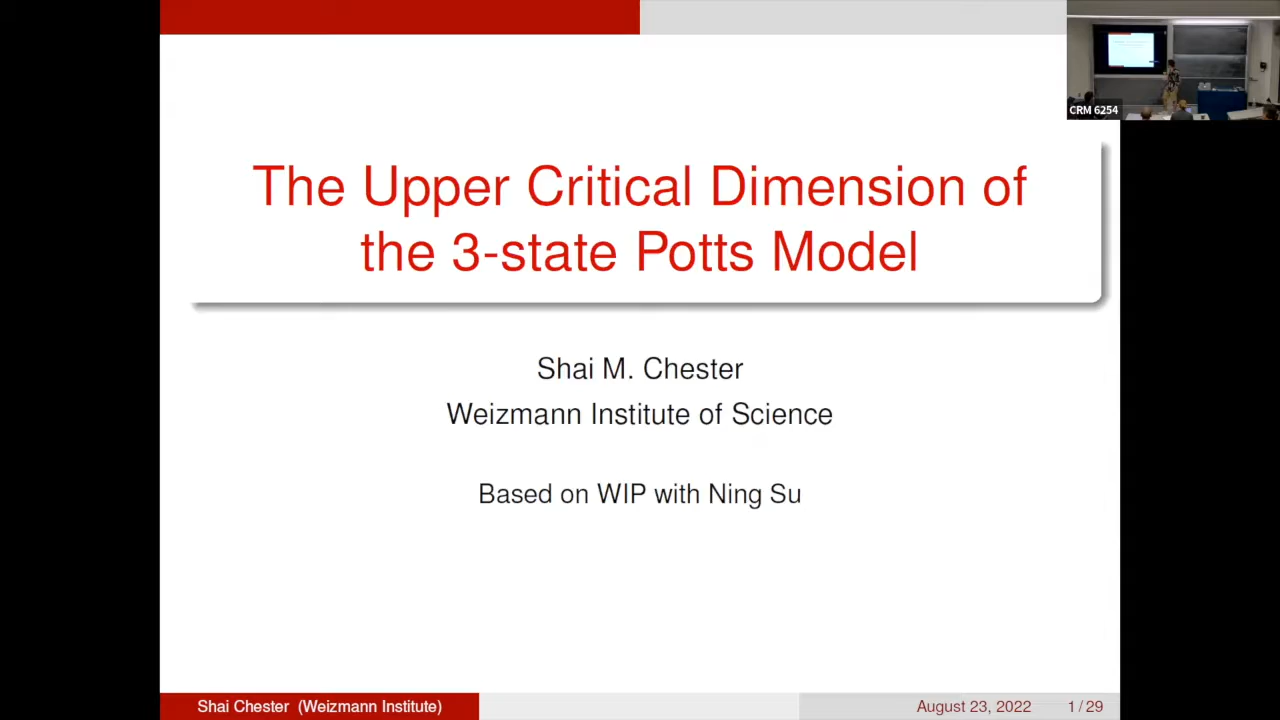 CRM 6254
The Upper Critical Dimension of
the 3-state Potts Model
Shai M. Chester
Weizmann Institute of Science
Based on WIP with Ning Su
Shai Chester (Weizmann Institute)
August 23, 2022
1 / 29